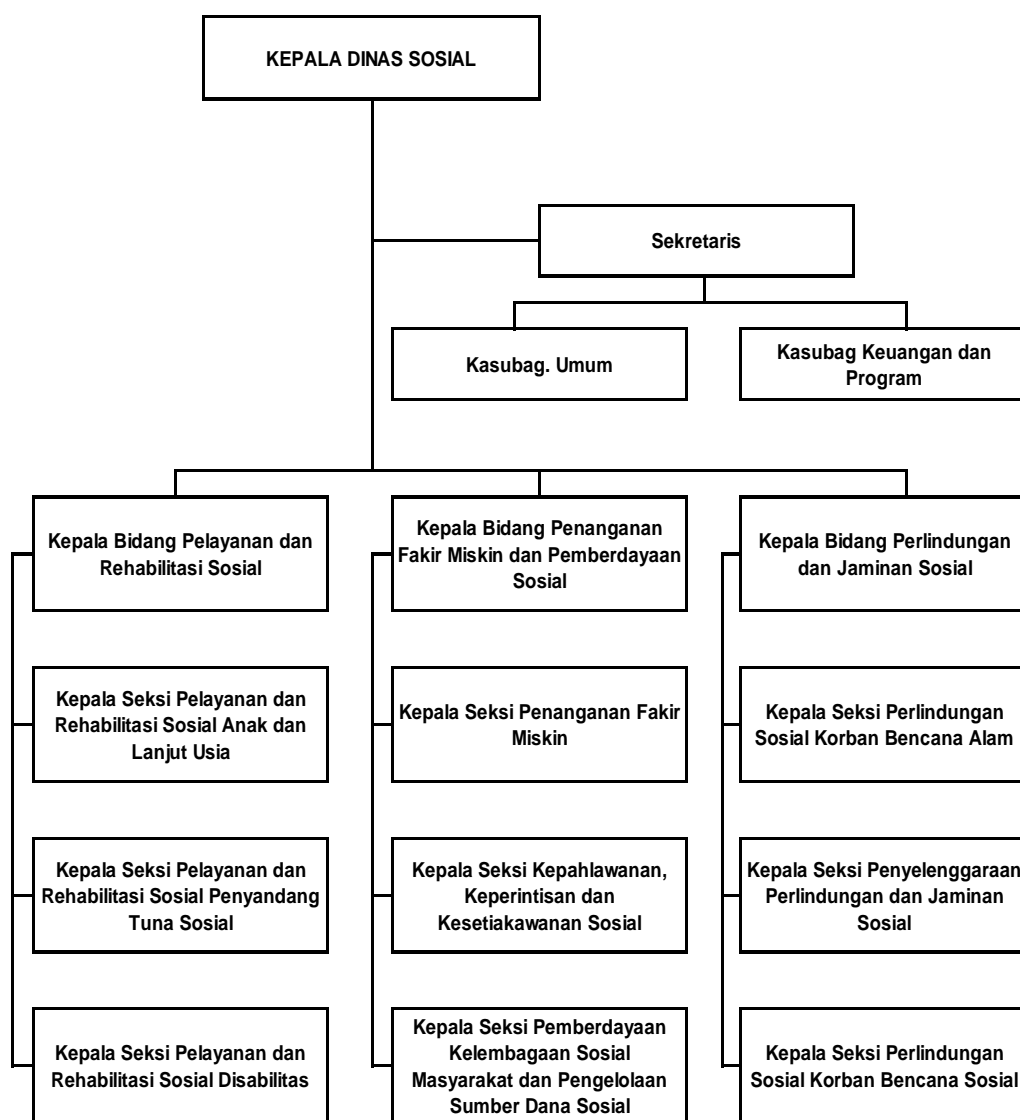 KEPALA DINAS SOSIAL
Sekretaris
Kasubag. Umum
Kasubag Keuangan dan
Program
Kepala Bidang Pelayanan dan
Rehabilitasi Sosial
Kepala Bidang Penanganan
Fakir Miskin dan Pemberdayaan
Sosial
Kepala Bidang Perlindungan
dan Jaminan Sosial
Kepala Seksi Pelayanan dan
Rehabilitasi Sosial Anak dan
Lanjut Usia
Kepala Seksi Penanganan Fakir
Miskin
Kepala Seksi Perlindungan
Sosial Korban Bencana Alam
Kepala Seksi Pelayanan dan
Rehabilitasi Sosial Penyandang
Tuna Sosial
Kepala Seksi Kepahlawanan,
Keperintisan dan
Kesetiakawanan Sosial
Kepala Seksi Penyelenggaraan
Perlindungan dan Jaminan
Sosial
Kepala Seksi Pelayanan dan
Rehabilitasi Sosial Disabilitas
Kepala Seksi Pemberdayaan
Kelembagaan Sosial
Masyarakat dan Pengelolaan
Sumber Dana Sosial
Kepala Seksi Perlindungan
Sosial Korban Bencana Sosial